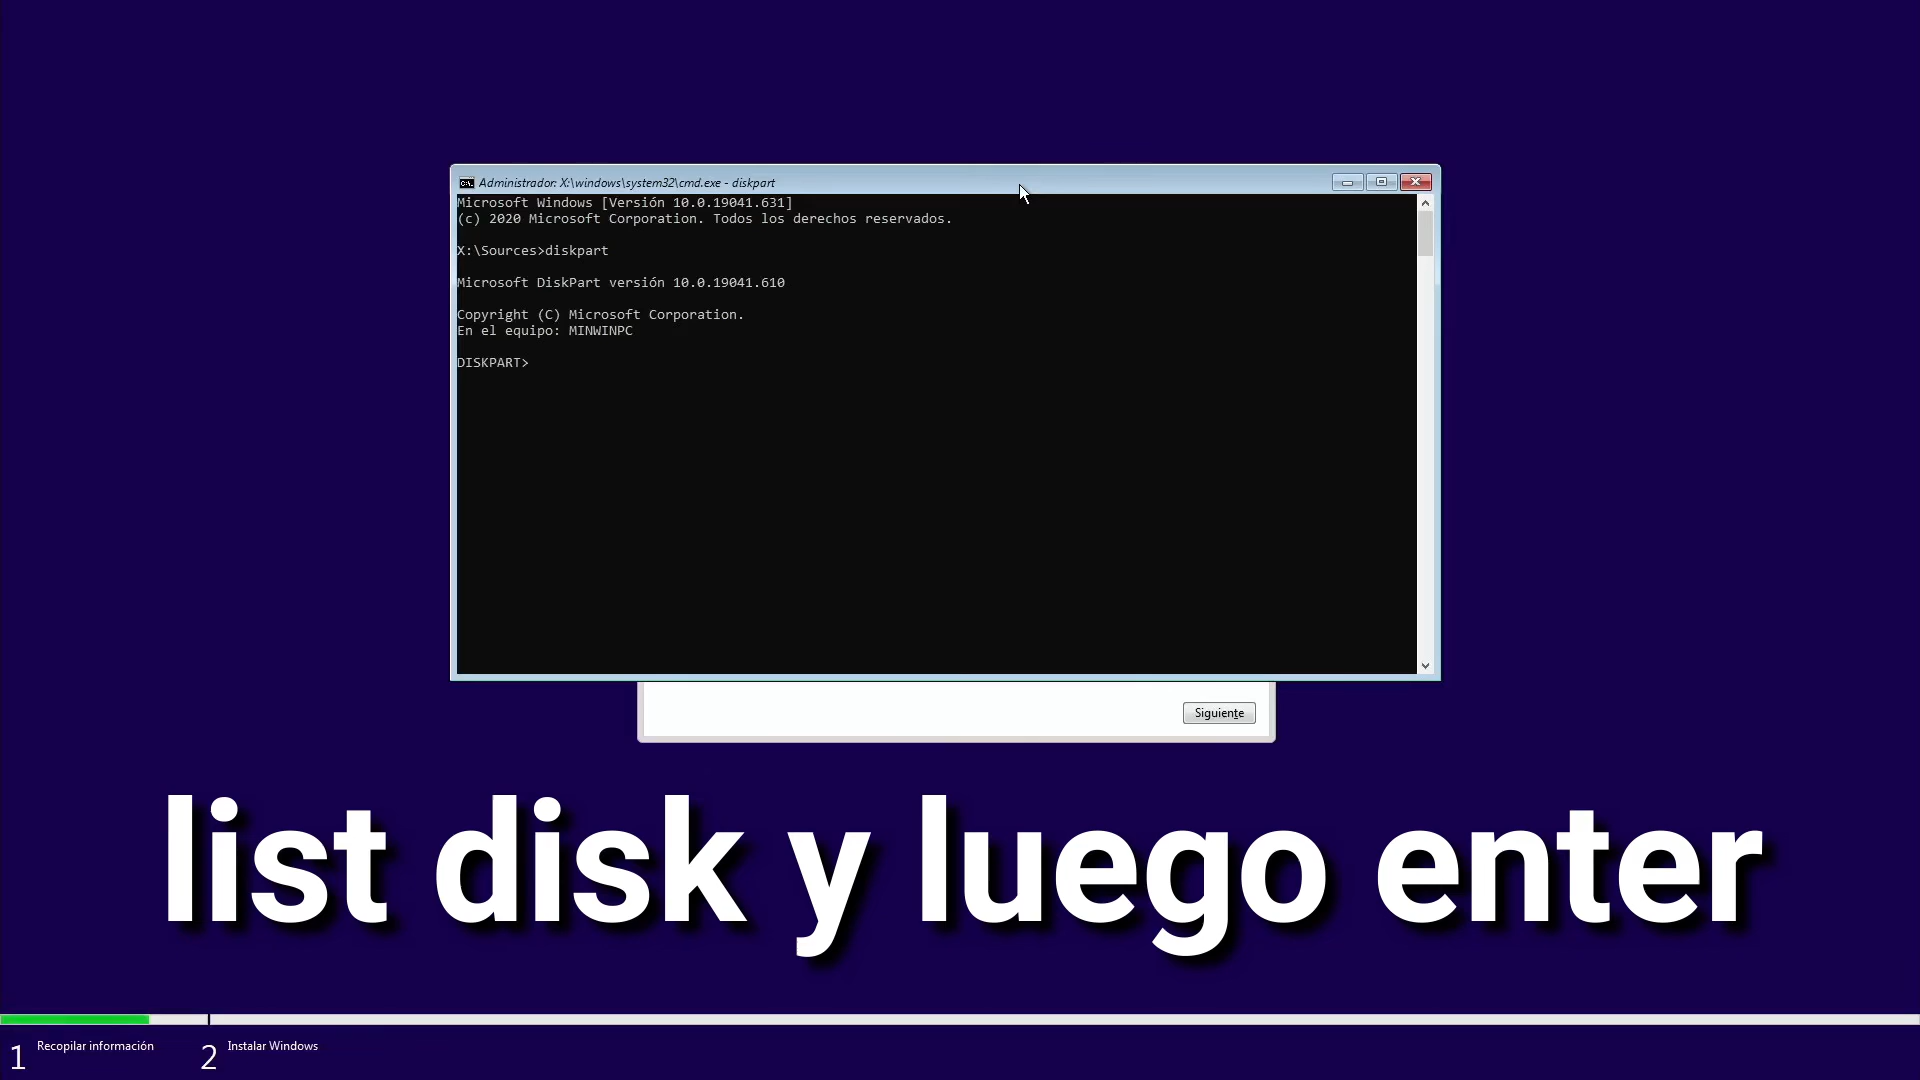 Administrador: X:\windows\system32\cmd.exe - diskpart
Microsoft Windows [Versión 10.0.19041.631]
(c) 2020 Microsoft Corporation. Todos los derechos reservados.
X:\Sources>diskpart
Microsoft DiskPart versión 10.0.19041.610
Copyright (C) Microsoft Corporation.
En el equipo: MINWINPC
DISKPART>
Siguiente
list disk y luego enter
1 Recopilar información 2 Instalar Windows